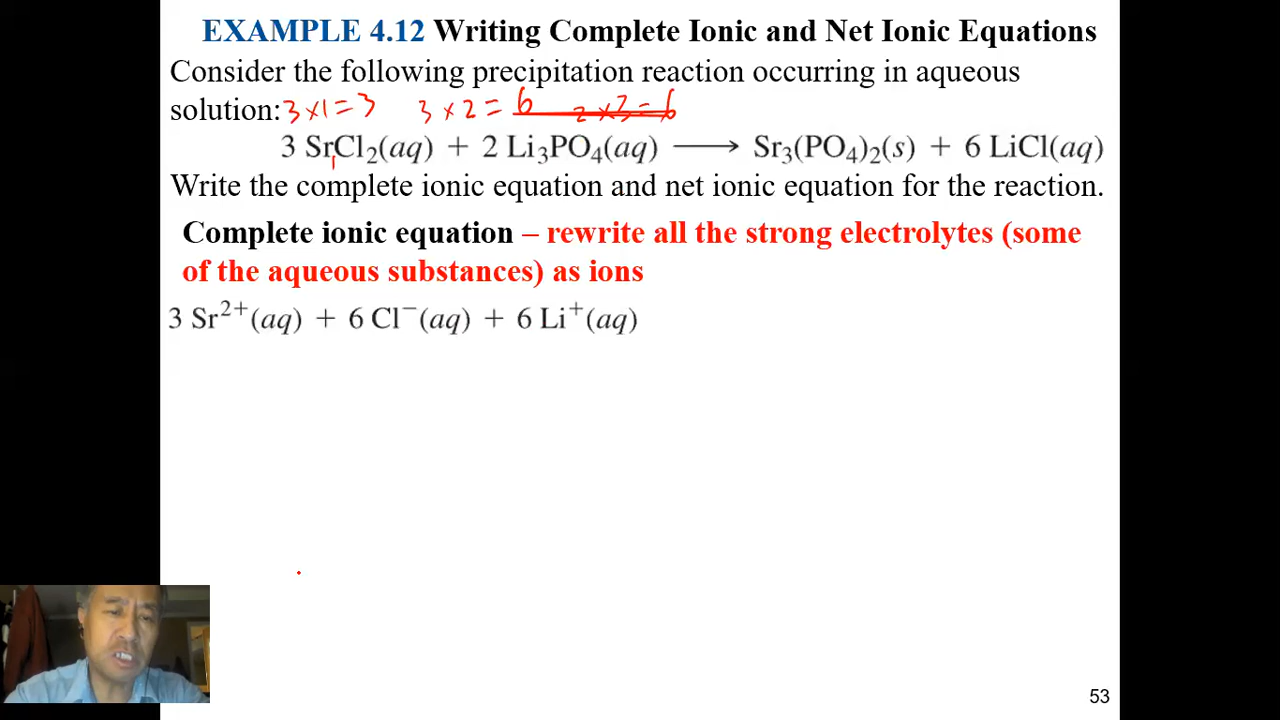 EXAMPLE 4.12 Writing Complete Ionic and Net Ionic Equations
Consider the following precipitation reaction occurring in aqueous
solution: 3×1=3 3×2=6 2×3=6
3 SrCl₂(aq) + 2 Li₃PO₄(aq) ⟶ Sr₃(PO₄)₂(s) + 6 LiCl(aq)
Write the complete ionic equation and net ionic equation for the reaction.
Complete ionic equation – rewrite all the strong electrolytes (some
of the aqueous substances) as ions
3 Sr²⁺(aq) + 6 Cl⁻(aq) + 6 Li⁺(aq)
53